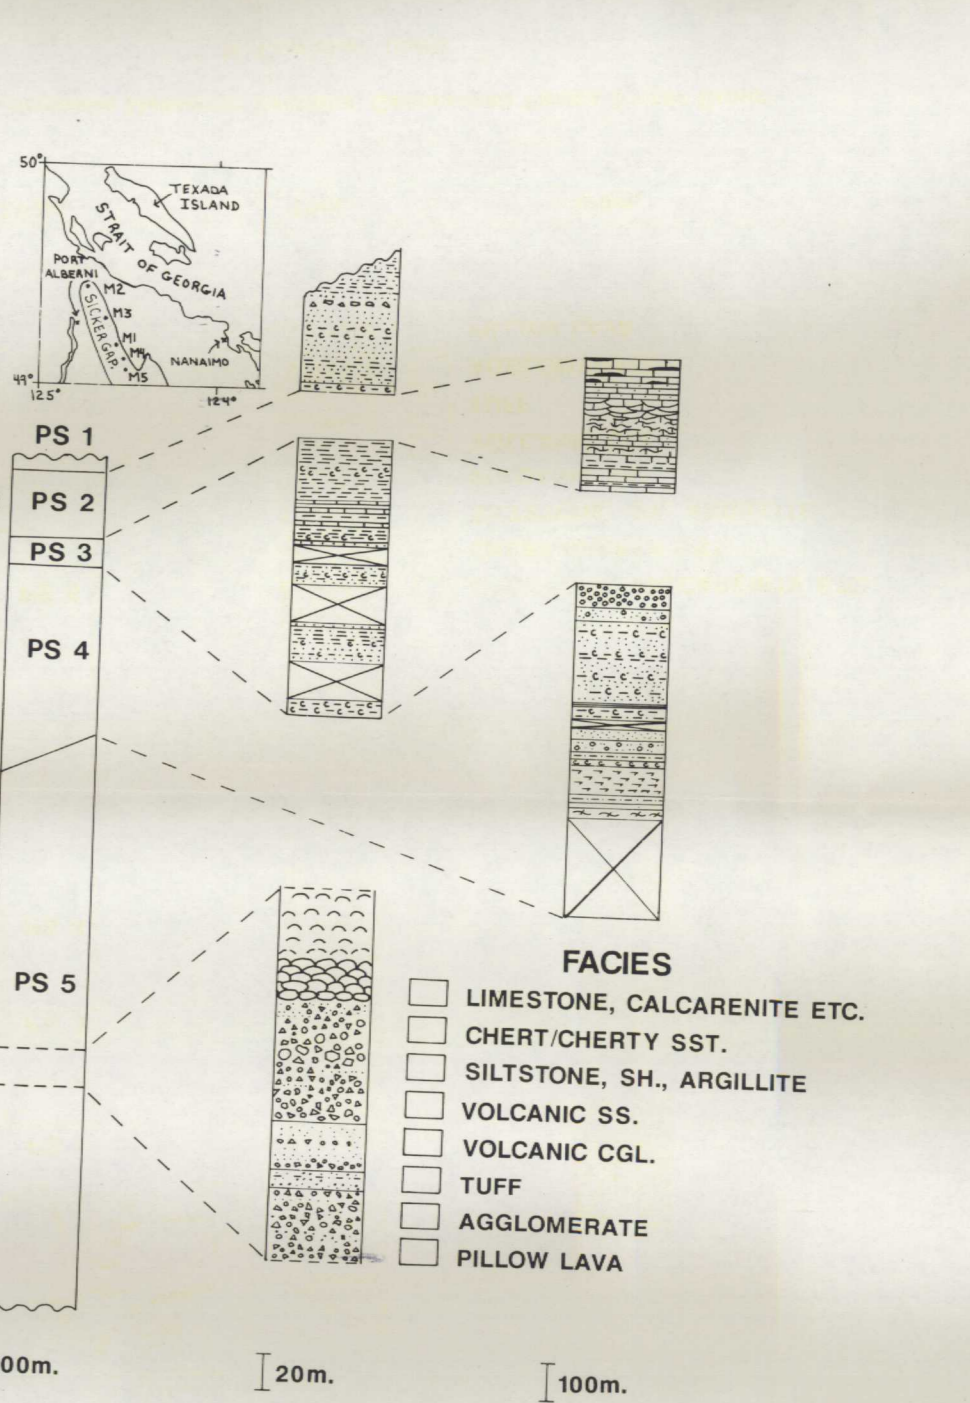 50°
TEXADA
ISLAND
STRAIT OF GEORGIA
PORT
ALBERNI
M2
SICKER GAP.
M3
M1
M4
M5
NANAIMO
49°
125°
124°
PS 1
PS 2
PS 3
PS 4
PS 5
FACIES
LIMESTONE, CALCARENITE ETC.
CHERT/CHERTY SST.
SILTSTONE, SH., ARGILLITE
VOLCANIC SS.
VOLCANIC CGL.
TUFF
AGGLOMERATE
PILLOW LAVA
00m.
20m.
100m.